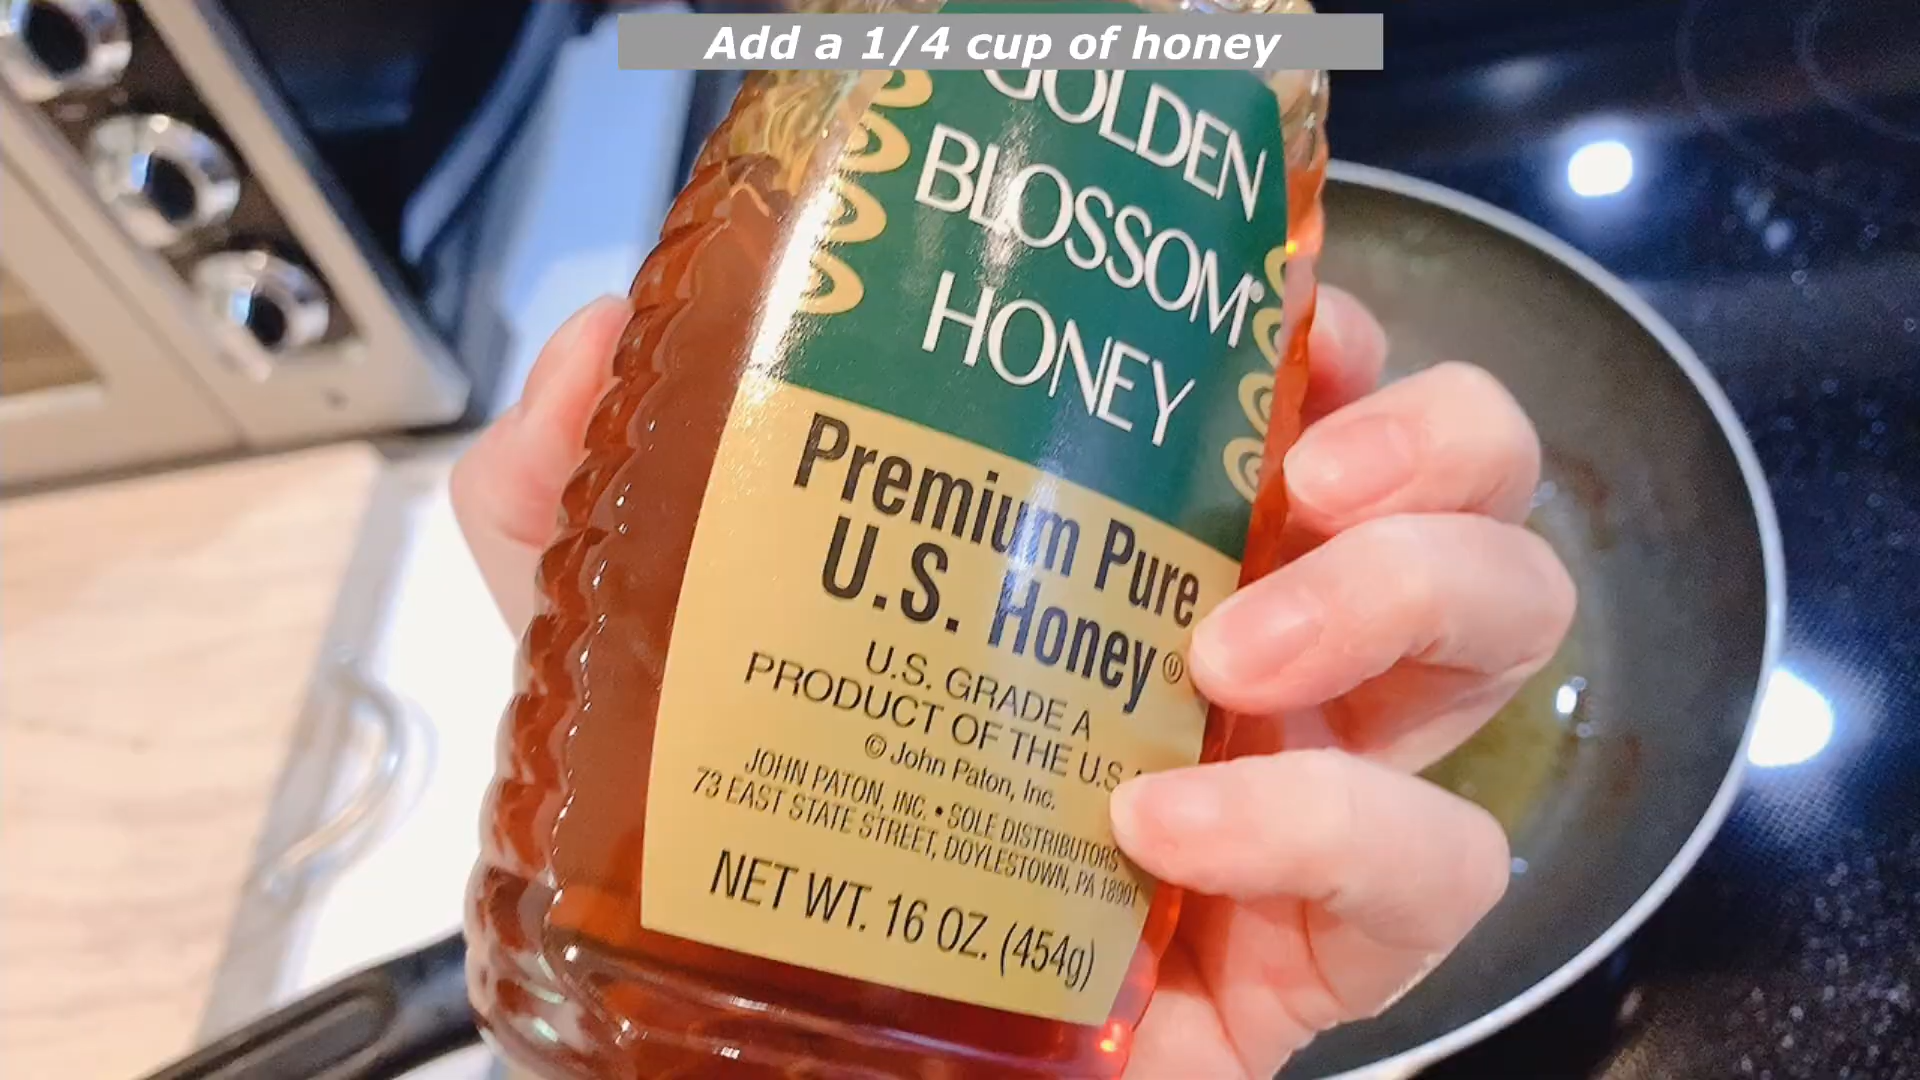 Add a 1/4 cup of honey
GOLDEN
BLOSSOM®
HONEY
Premium Pure
U.S. Honey Ⓤ
U.S. GRADE A
PRODUCT OF THE U.S.
© John Paton, Inc.
JOHN PATON, INC. • SOLE DISTRIBUTORS
73 EAST STATE STREET, DOYLESTOWN, PA 18901
NET WT. 16 OZ. (454g)